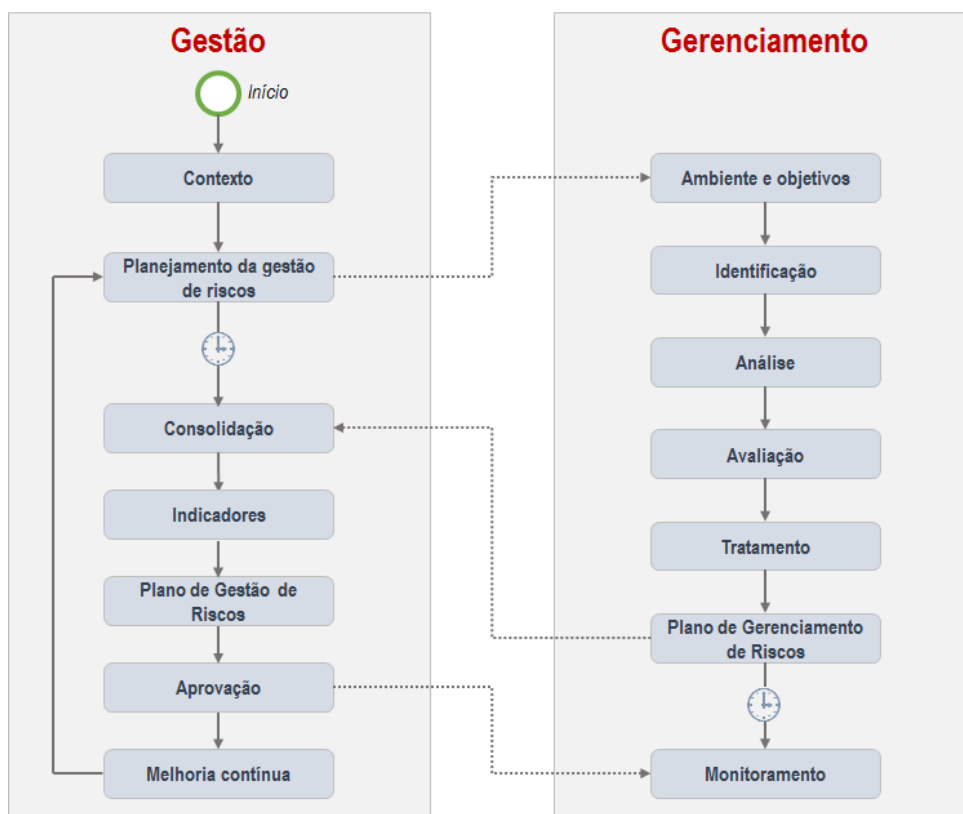 Gestão
Início
Contexto
Planejamento da gestão
de riscos
Consolidação
Indicadores
Plano de Gestão de
Riscos
Aprovação
Melhoria contínua
Gerenciamento
Ambiente e objetivos
Identificação
Análise
Avaliação
Tratamento
Plano de Gerenciamento
de Riscos
Monitoramento